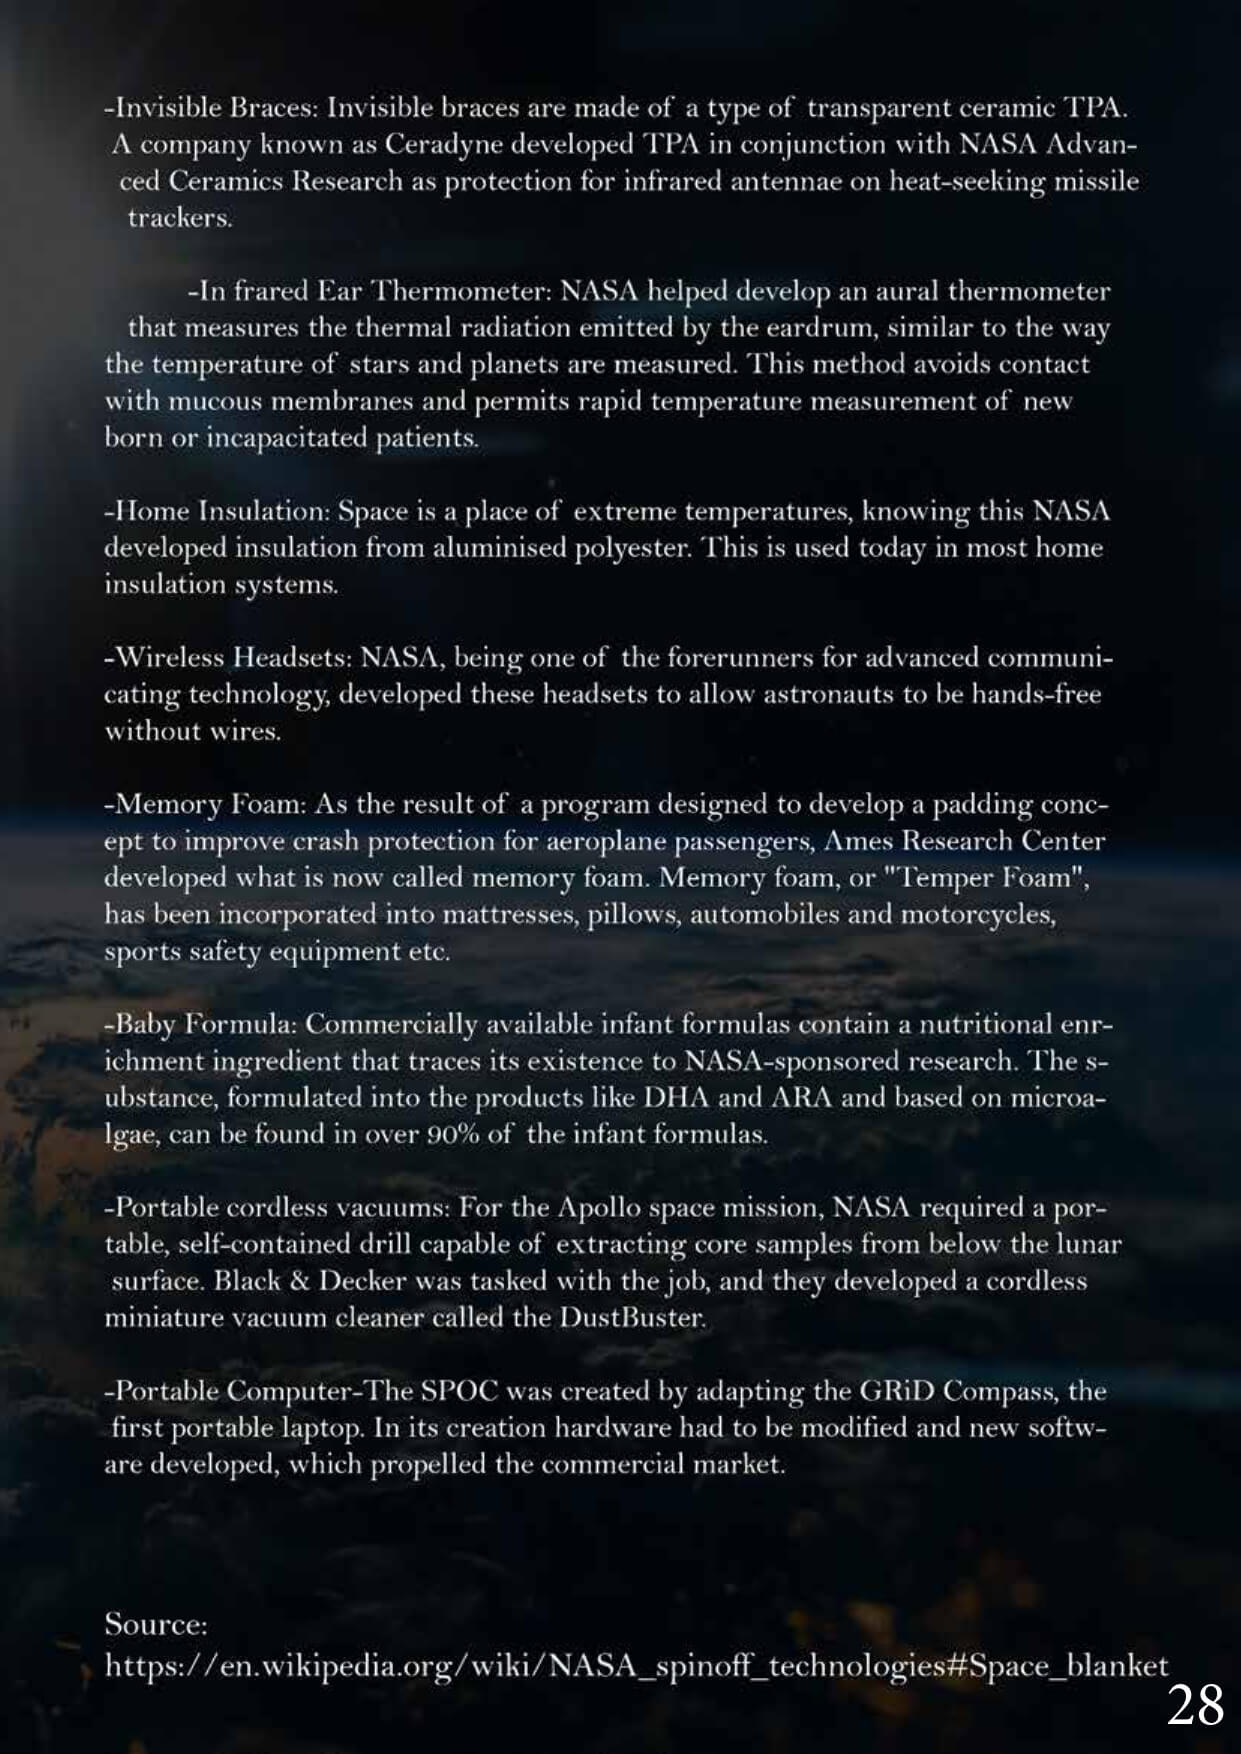 -Invisible Braces: Invisible braces are made of a type of transparent ceramic TPA.
A company known as Ceradyne developed TPA in conjunction with NASA Advan-
ced Ceramics Research as protection for infrared antennae on heat-seeking missile
trackers.
-In frared Ear Thermometer: NASA helped develop an aural thermometer
that measures the thermal radiation emitted by the eardrum, similar to the way
the temperature of stars and planets are measured. This method avoids contact
with mucous membranes and permits rapid temperature measurement of new
born or incapacitated patients.
-Home Insulation: Space is a place of extreme temperatures, knowing this NASA
developed insulation from aluminised polyester. This is used today in most home
insulation systems.
-Wireless Headsets: NASA, being one of the forerunners for advanced communi-
cating technology, developed these headsets to allow astronauts to be hands-free
without wires.
-Memory Foam: As the result of a program designed to develop a padding conc-
ept to improve crash protection for aeroplane passengers, Ames Research Center
developed what is now called memory foam. Memory foam, or "Temper Foam",
has been incorporated into mattresses, pillows, automobiles and motorcycles,
sports safety equipment etc.
-Baby Formula: Commercially available infant formulas contain a nutritional enr-
ichment ingredient that traces its existence to NASA-sponsored research. The s-
ubstance, formulated into the products like DHA and ARA and based on microa-
lgae, can be found in over 90% of the infant formulas.
-Portable cordless vacuums: For the Apollo space mission, NASA required a por-
table, self-contained drill capable of extracting core samples from below the lunar
surface. Black & Decker was tasked with the job, and they developed a cordless
miniature vacuum cleaner called the DustBuster.
-Portable Computer-The SPOC was created by adapting the GRiD Compass, the
first portable laptop. In its creation hardware had to be modified and new softw-
are developed, which propelled the commercial market.
Source:
https://en.wikipedia.org/wiki/NASA_spinoff_technologies#Space_blanket
28